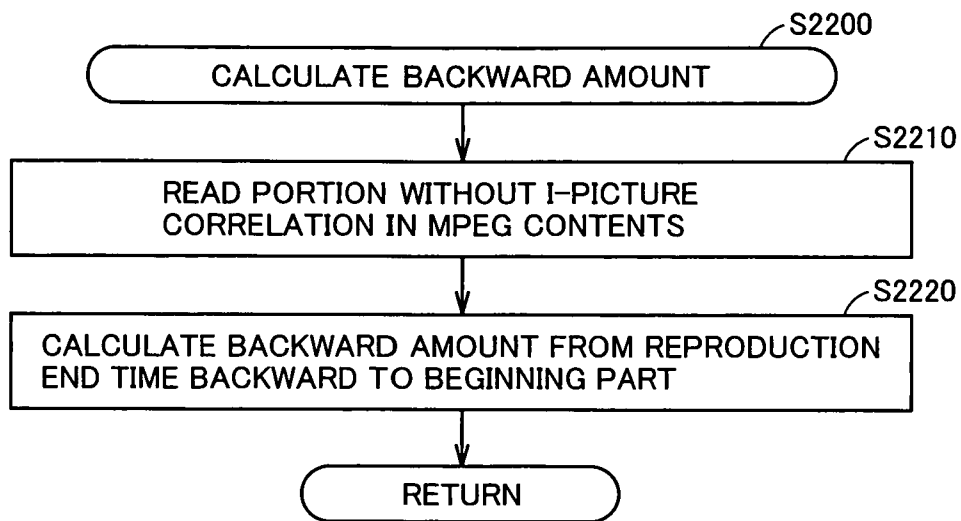 S2200
CALCULATE BACKWARD AMOUNT
S2210
READ PORTION WITHOUT I-PICTURE
CORRELATION IN MPEG CONTENTS
S2220
CALCULATE BACKWARD AMOUNT FROM REPRODUCTION
END TIME BACKWARD TO BEGINNING PART
RETURN